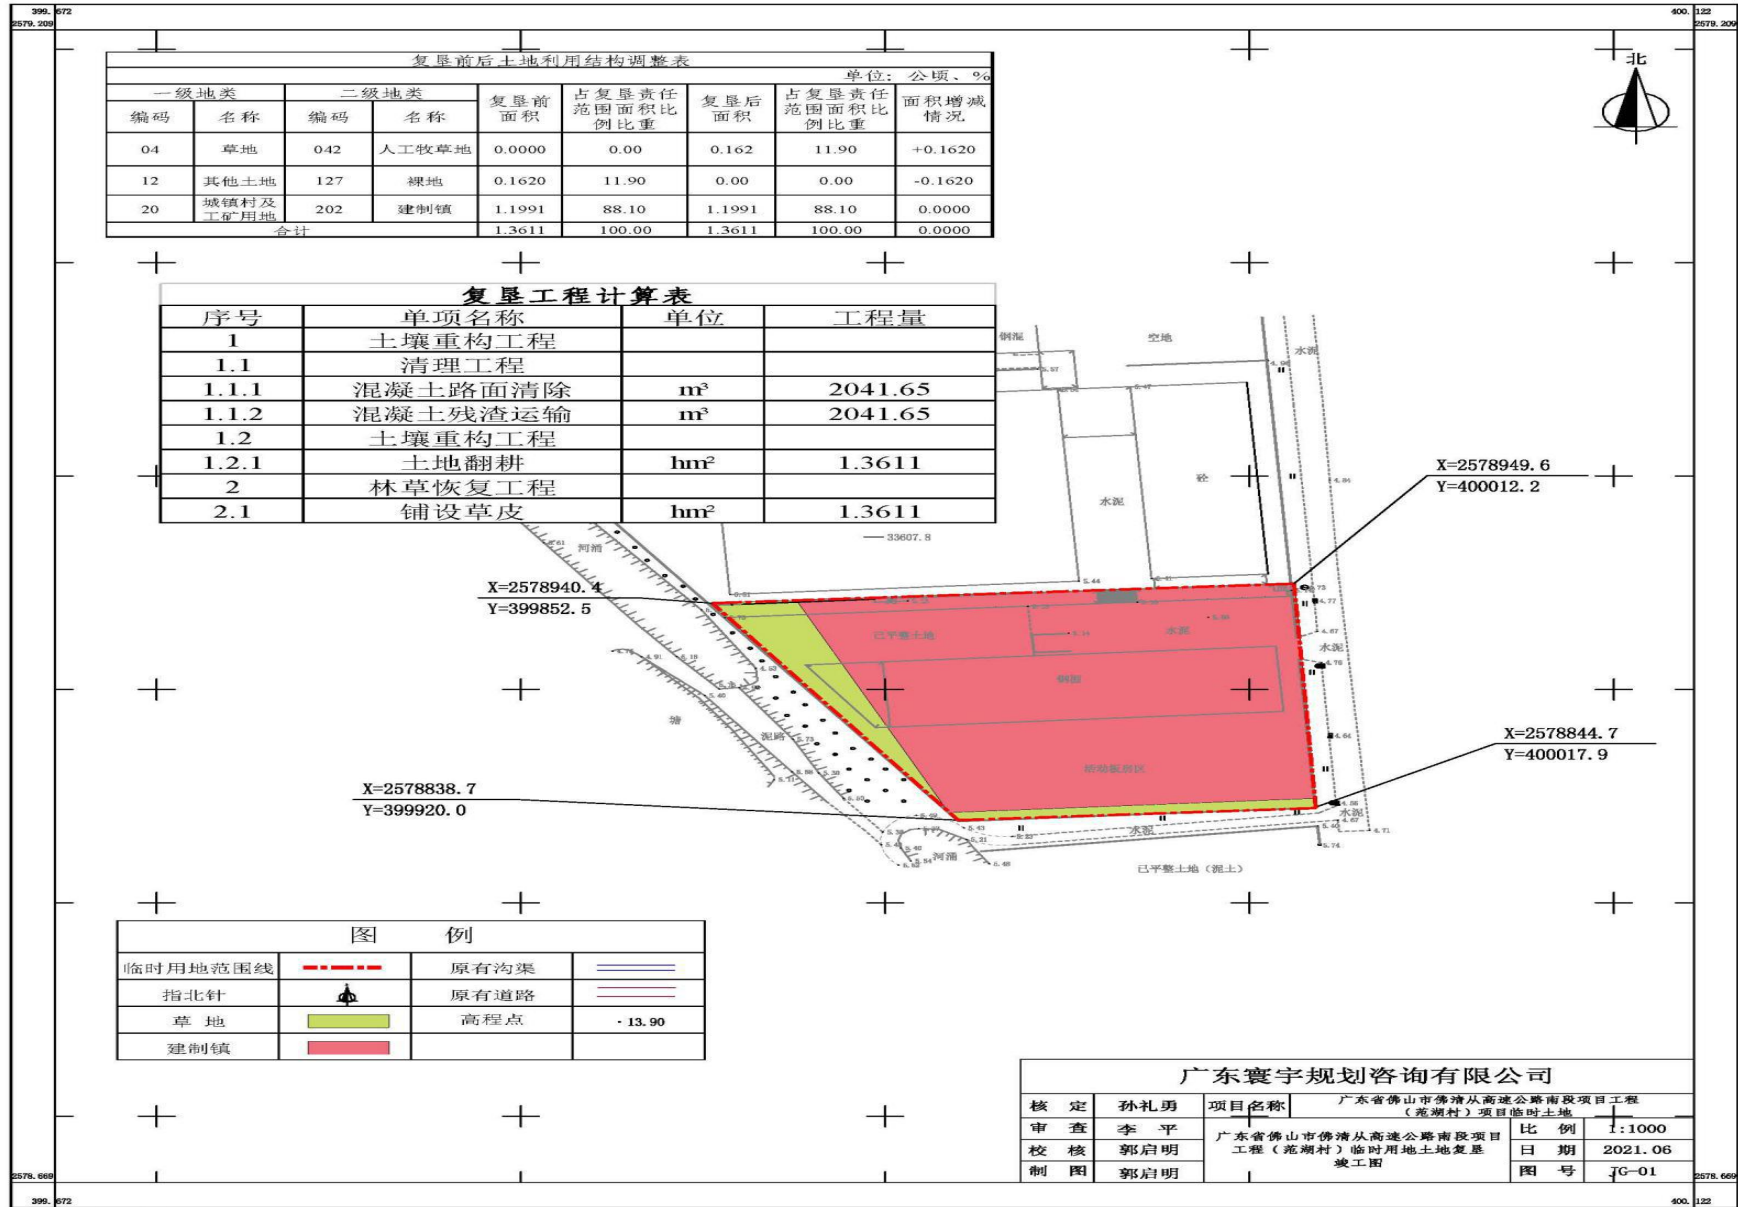 399.672
2579.209
400.122
2579.209
北
复垦前后土地利用结构调整表
单位：公顷、%
一级地类 二级地类 复垦前面积 占复垦责任范围面积比例比重 复垦后面积 占复垦责任范围面积比例比重 面积增减情况
编码 名称 编码 名称
04 草地 042 人工牧草地 0.0000 0.00 0.162 11.90 +0.1620
12 其他土地 127 裸地 0.1620 11.90 0.00 0.00 -0.1620
20 城镇村及工矿用地 202 建制镇 1.1991 88.10 1.1991 88.10 0.0000
合计 1.3611 100.00 1.3611 100.00 0.0000
复垦工程计算表
序号 单项名称 单位 工程量
1 土壤重构工程
1.1 清理工程
1.1.1 混凝土路面清除 m³ 2041.65
1.1.2 混凝土残渣运输 m³ 2041.65
1.2 土壤重构工程
1.2.1 土地翻耕 hm² 1.3611
2 林草恢复工程
2.1 铺设草皮 hm² 1.3611
空地
水泥
砼
水泥
33607.8
河涌
X=2578949.6
Y=400012.2
X=2578940.4
Y=399852.5
已平整土地
水泥
水泥
塘
泥路
X=2578844.7
Y=400017.9
X=2578838.7
Y=399920.0
水泥
水泥
河涌
已平整土地（泥土）
图 例
临时用地范围线 原有沟渠
指北针 原有道路
草 地 高程点 · 13.90
建制镇
广东寰宇规划咨询有限公司
核 定 孙礼勇 项目名称 广东省佛山市佛清从高速公路南段项目工程（菀湖村）项目临时土地
审 查 李 平 广东省佛山市佛清从高速公路南段项目工程（菀湖村）临时用地土地复垦竣工图 比 例 1:1000
校 核 郭启明 日 期 2021.06
制 图 郭启明 图 号 JG-01
2578.669
399.672
2578.669
400.122